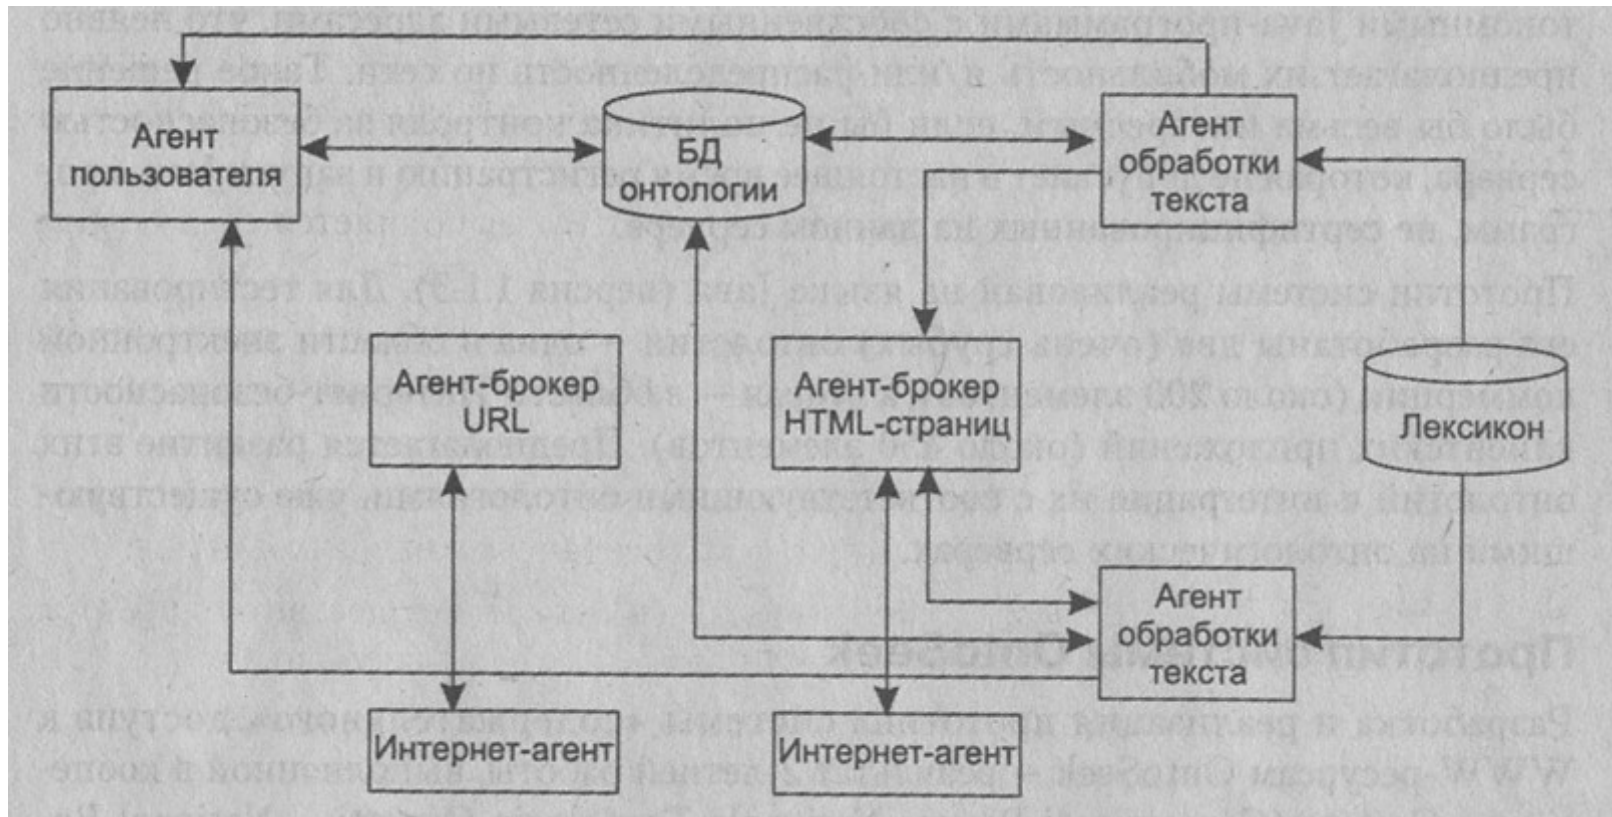 Агент
пользователя
БД
онтологии
Агент
обработки
текста
Агент-брокер
URL
Агент-брокер
HTML-страниц
Лексикон
Агент
обработки
текста
Интернет-агент
Интернет-агент